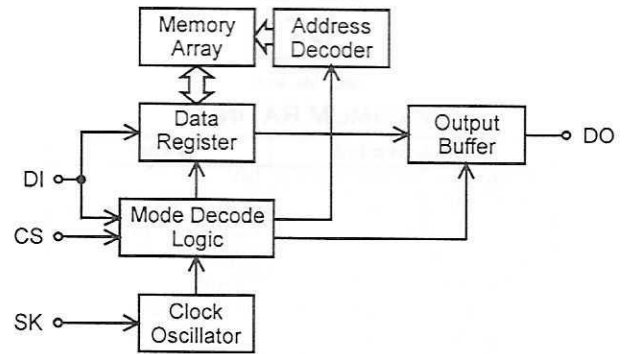 Memory
Array
Address
Decoder
Data
Register
Output
Buffer
DO
DI
Mode Decode
Logic
CS
Clock
Oscillator
SK